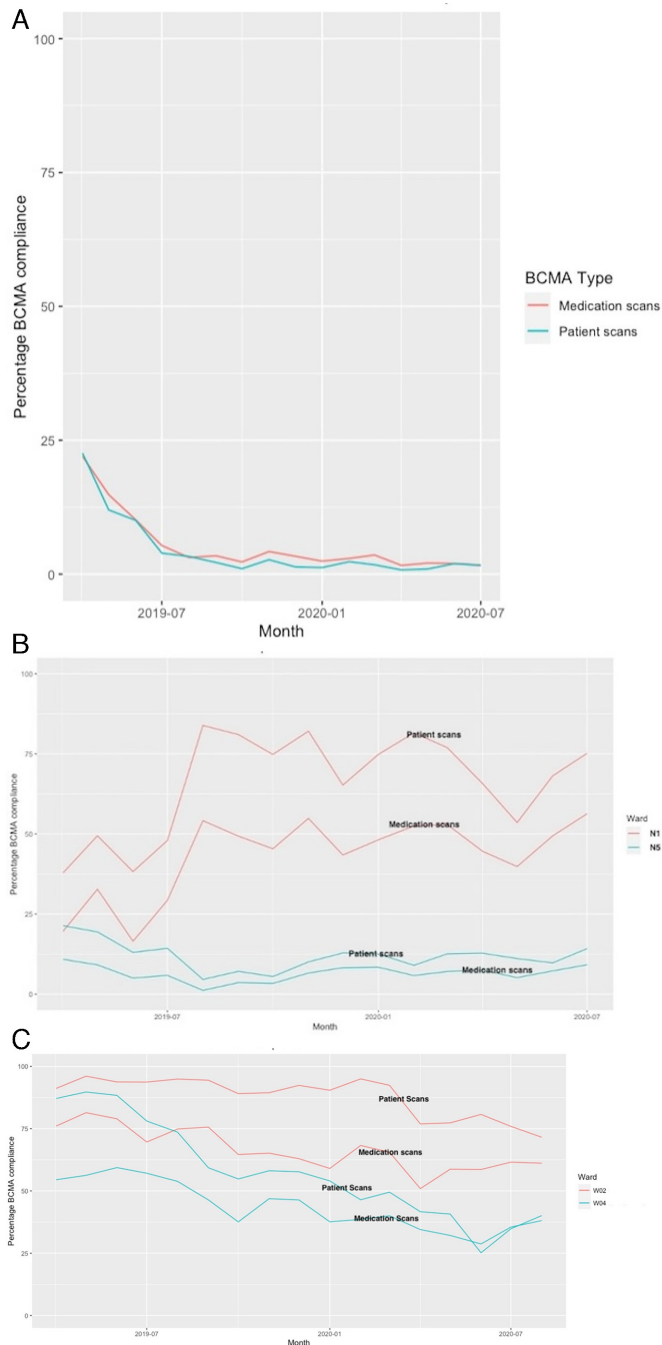 A
100
75
50
25
0
Percentage BCMA compliance
2019-07
2020-01
2020-07
Month
BCMA Type
Medication scans
Patient scans
B
100
75
50
25
0
Percentage BCMA compliance
Patient scans
Medication scans
Patient scans
Medication scans
2019-07
2020-01
2020-07
Month
Ward
N1
N5
C
100
75
50
25
0
Percentage BCMA compliance
Patient Scans
Medication scans
Patient Scans
Medication Scans
2019-07
2020-01
2020-07
Month
Ward
W02
W04